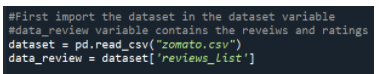 #First import the dataset in the dataset variable
#data_review variable contains the reveiws and ratings
dataset = pd.read_csv("zomato.csv")
data_review = dataset['reviews_list']